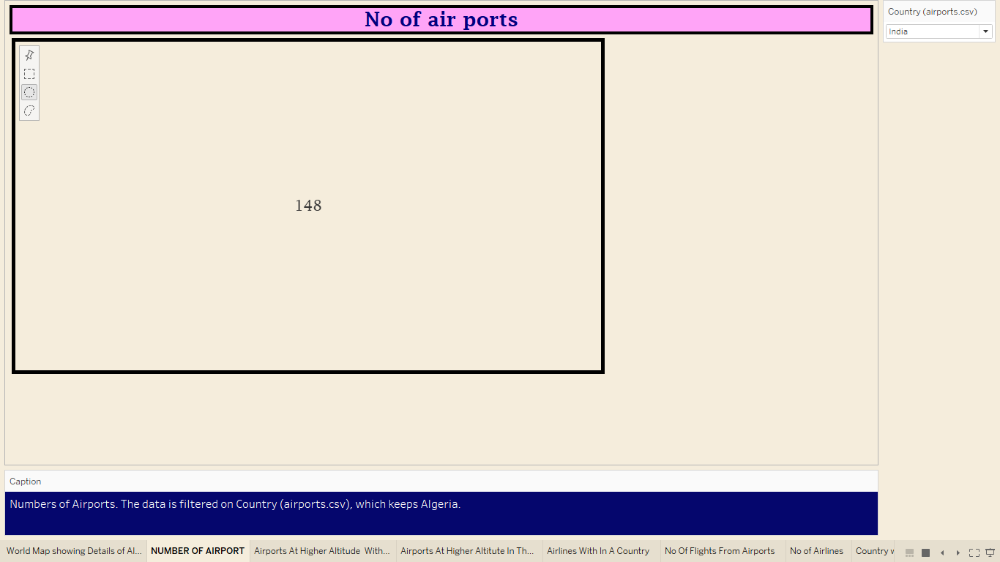 No of air ports
Country (airports.csv)
India
148
Caption
Numbers of Airports. The data is filtered on Country (airports.csv), which keeps Algeria.
World Map showing Details of Al...
NUMBER OF AIRPORT
Airports At Higher Altitude With...
Airports At Higher Altitute In Th...
Airlines With In A Country
No Of Flights From Airports
No of Airlines
Country w